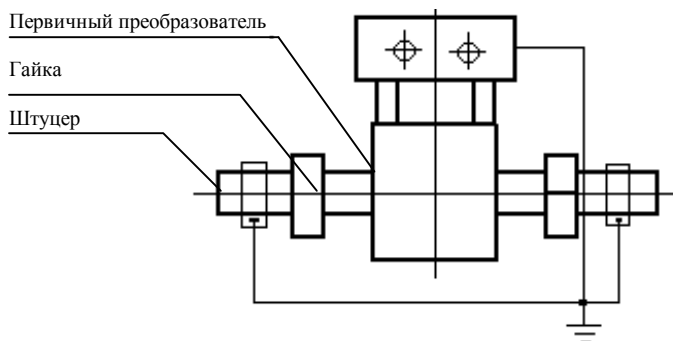 Первичный преобразователь
Гайка
Штуцер